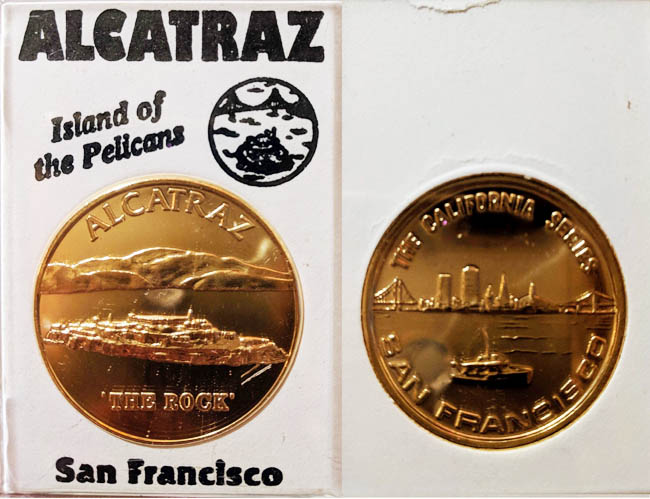 ALCATRAZ
Island of
the Pelicans
ALCATRAZ
'THE ROCK'
San Francisco
THE CALIFORNIA SERIES
SAN FRANCISCO